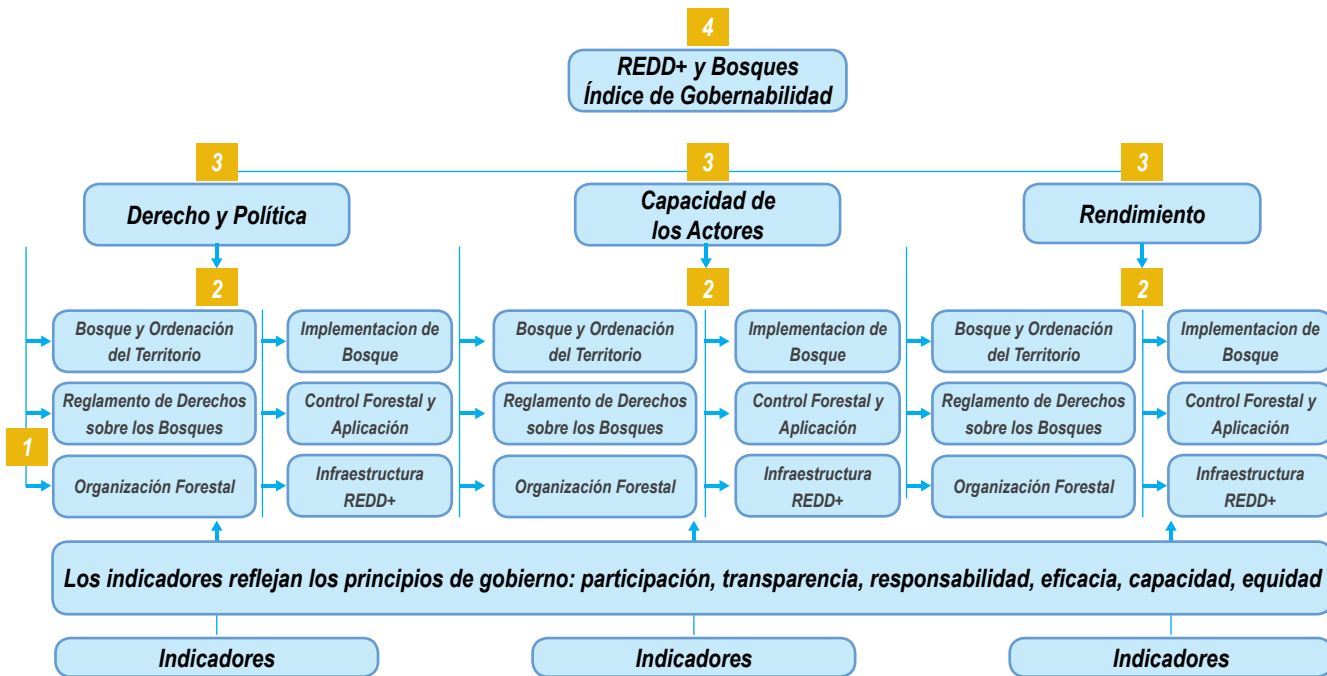 4
REDD+ y Bosques
Índice de Gobernabilidad
3
3
3
Derecho y Política
Capacidad de
los Actores
Rendimiento
2
2
2
Bosque y Ordenación
del Territorio
Implementacion de
Bosque
Bosque y Ordenación
del Territorio
Implementacion de
Bosque
Bosque y Ordenación
del Territorio
Implementacion de
Bosque
Reglamento de Derechos
sobre los Bosques
Control Forestal y
Aplicación
Reglamento de Derechos
sobre los Bosques
Control Forestal y
Aplicación
Reglamento de Derechos
sobre los Bosques
Control Forestal y
Aplicación
1
Organización Forestal
Infraestructura
REDD+
Organización Forestal
Infraestructura
REDD+
Organización Forestal
Infraestructura
REDD+
Los indicadores reflejan los principios de gobierno: participación, transparencia, responsabilidad, eficacia, capacidad, equidad
Indicadores
Indicadores
Indicadores